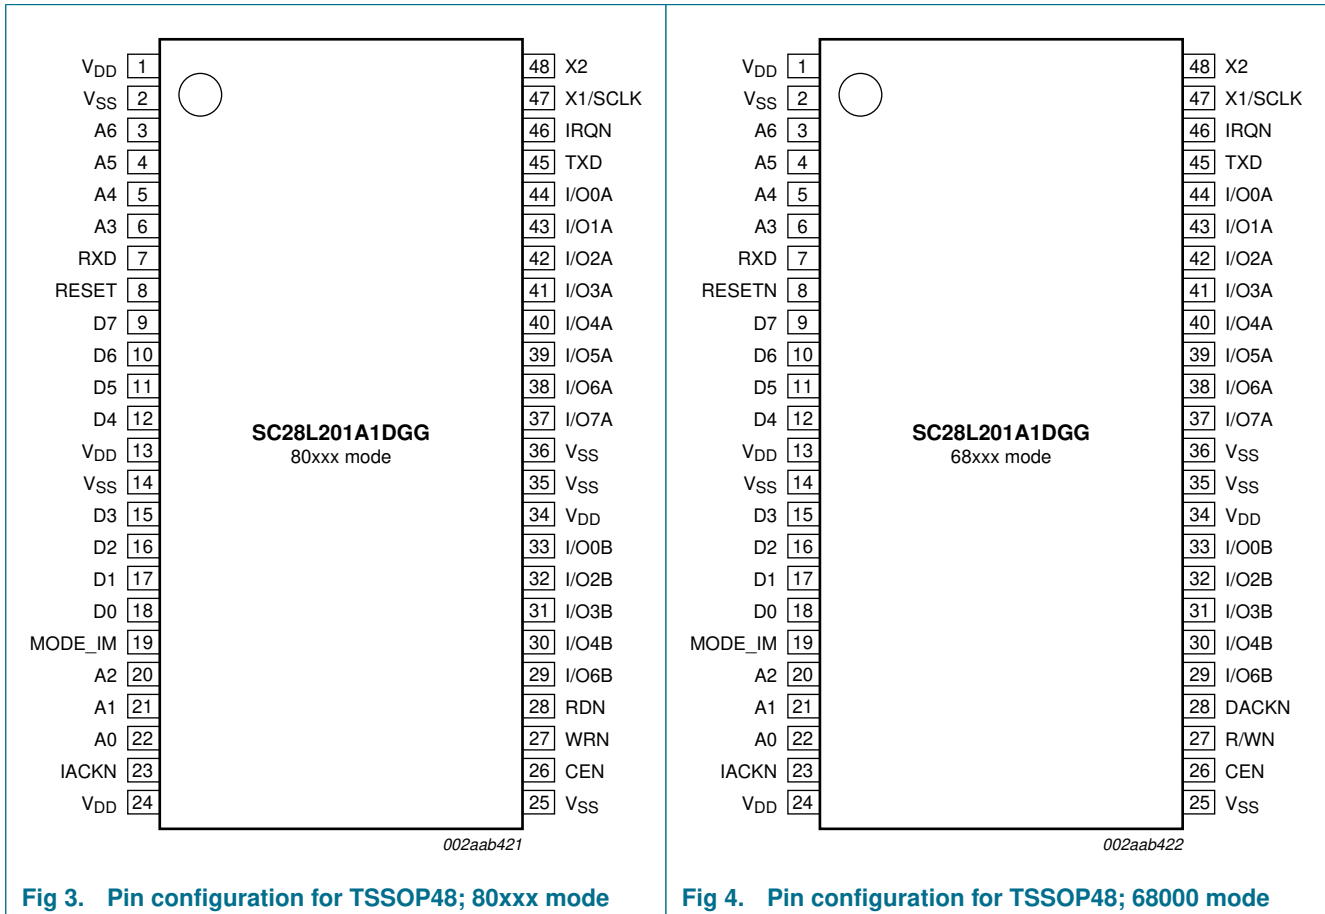 VDD 1
VSS 2
A6 3
A5 4
A4 5
A3 6
RXD 7
RESET 8
D7 9
D6 10
D5 11
D4 12
VDD 13
VSS 14
D3 15
D2 16
D1 17
D0 18
MODE_IM 19
A2 20
A1 21
A0 22
IACKN 23
VDD 24
SC28L201A1DGG
80xxx mode
48 X2
47 X1/SCLK
46 IRQN
45 TXD
44 I/O0A
43 I/O1A
42 I/O2A
41 I/O3A
40 I/O4A
39 I/O5A
38 I/O6A
37 I/O7A
36 VSS
35 VSS
34 VDD
33 I/O0B
32 I/O2B
31 I/O3B
30 I/O4B
29 I/O6B
28 RDN
27 WRN
26 CEN
25 VSS
002aab421
Fig 3. Pin configuration for TSSOP48; 80xxx mode
VDD 1
VSS 2
A6 3
A5 4
A4 5
A3 6
RXD 7
RESETN 8
D7 9
D6 10
D5 11
D4 12
VDD 13
VSS 14
D3 15
D2 16
D1 17
D0 18
MODE_IM 19
A2 20
A1 21
A0 22
IACKN 23
VDD 24
SC28L201A1DGG
68xxx mode
48 X2
47 X1/SCLK
46 IRQN
45 TXD
44 I/O0A
43 I/O1A
42 I/O2A
41 I/O3A
40 I/O4A
39 I/O5A
38 I/O6A
37 I/O7A
36 VSS
35 VSS
34 VDD
33 I/O0B
32 I/O2B
31 I/O3B
30 I/O4B
29 I/O6B
28 DACKN
27 R/WN
26 CEN
25 VSS
002aab422
Fig 4. Pin configuration for TSSOP48; 68000 mode